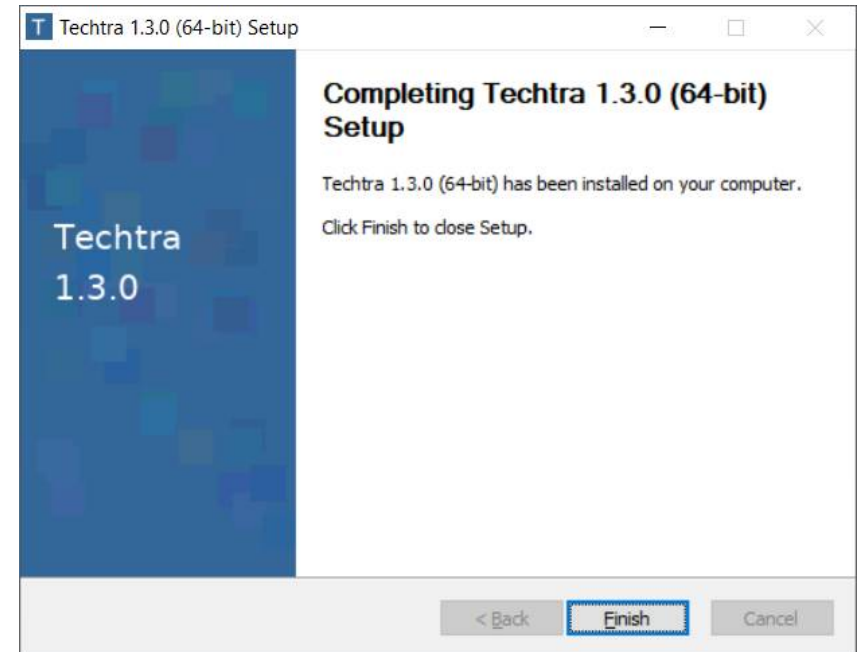 T Techtra 1.3.0 (64-bit) Setup
Completing Techtra 1.3.0 (64-bit)
Setup
Techtra 1.3.0 (64-bit) has been installed on your computer.
Click Finish to close Setup.
Techtra
1.3.0
< Back Finish Cancel